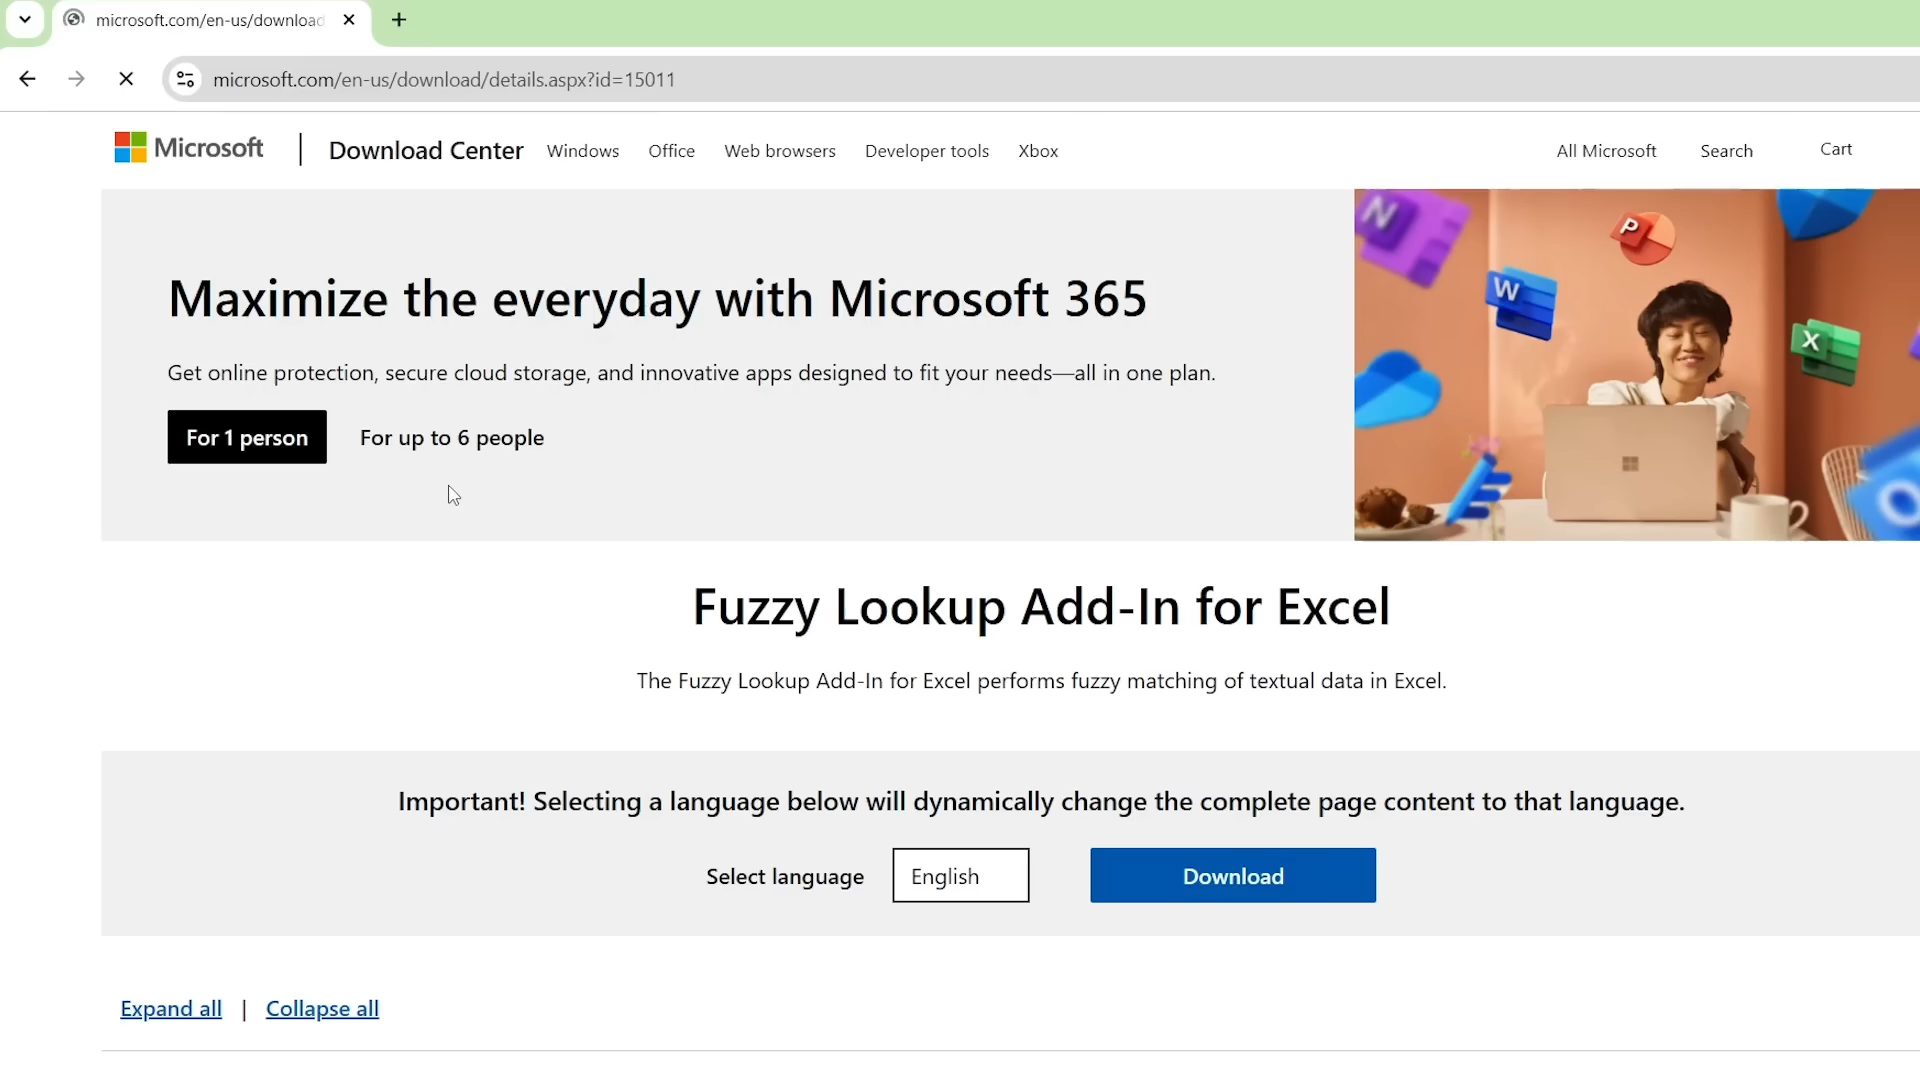 microsoft.com/en-us/download
microsoft.com/en-us/download/details.aspx?id=15011
Microsoft | Download Center Windows Office Web browsers Developer tools Xbox All Microsoft Search Cart
Maximize the everyday with Microsoft 365
Get online protection, secure cloud storage, and innovative apps designed to fit your needs—all in one plan.
For 1 person For up to 6 people
N
P
W
X
Fuzzy Lookup Add-In for Excel
The Fuzzy Lookup Add-In for Excel performs fuzzy matching of textual data in Excel.
Important! Selecting a language below will dynamically change the complete page content to that language.
Select language English Download
Expand all | Collapse all